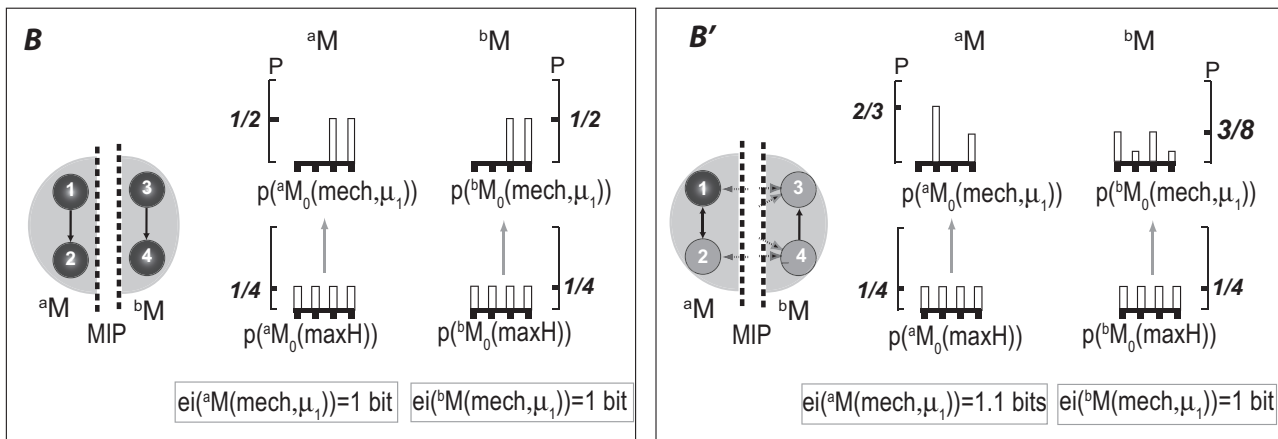 B
ᵃM
ᵇM
P
P
1/2
1/2
p(ᵃM₀(mech,μ₁))
p(ᵇM₀(mech,μ₁))
1
3
2
4
ᵃM
ᵇM
MIP
1/4
1/4
p(ᵃM₀(maxH))
p(ᵇM₀(maxH))
ei(ᵃM(mech,μ₁))=1 bit
ei(ᵇM(mech,μ₁))=1 bit
B′
ᵃM
ᵇM
P
P
2/3
3/8
p(ᵃM₀(mech,μ₁))
p(ᵇM₀(mech,μ₁))
1
3
2
4
ᵃM
ᵇM
MIP
1/4
1/4
p(ᵃM₀(maxH))
p(ᵇM₀(maxH))
ei(ᵃM(mech,μ₁))=1.1 bits
ei(ᵇM(mech,μ₁))=1 bit